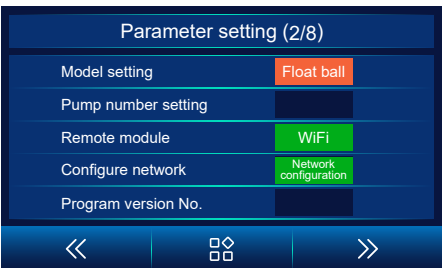 Parameter setting (2/8)
Model setting Float ball
Pump number setting
Remote module WiFi
Configure network Network
configuration
Program version No.